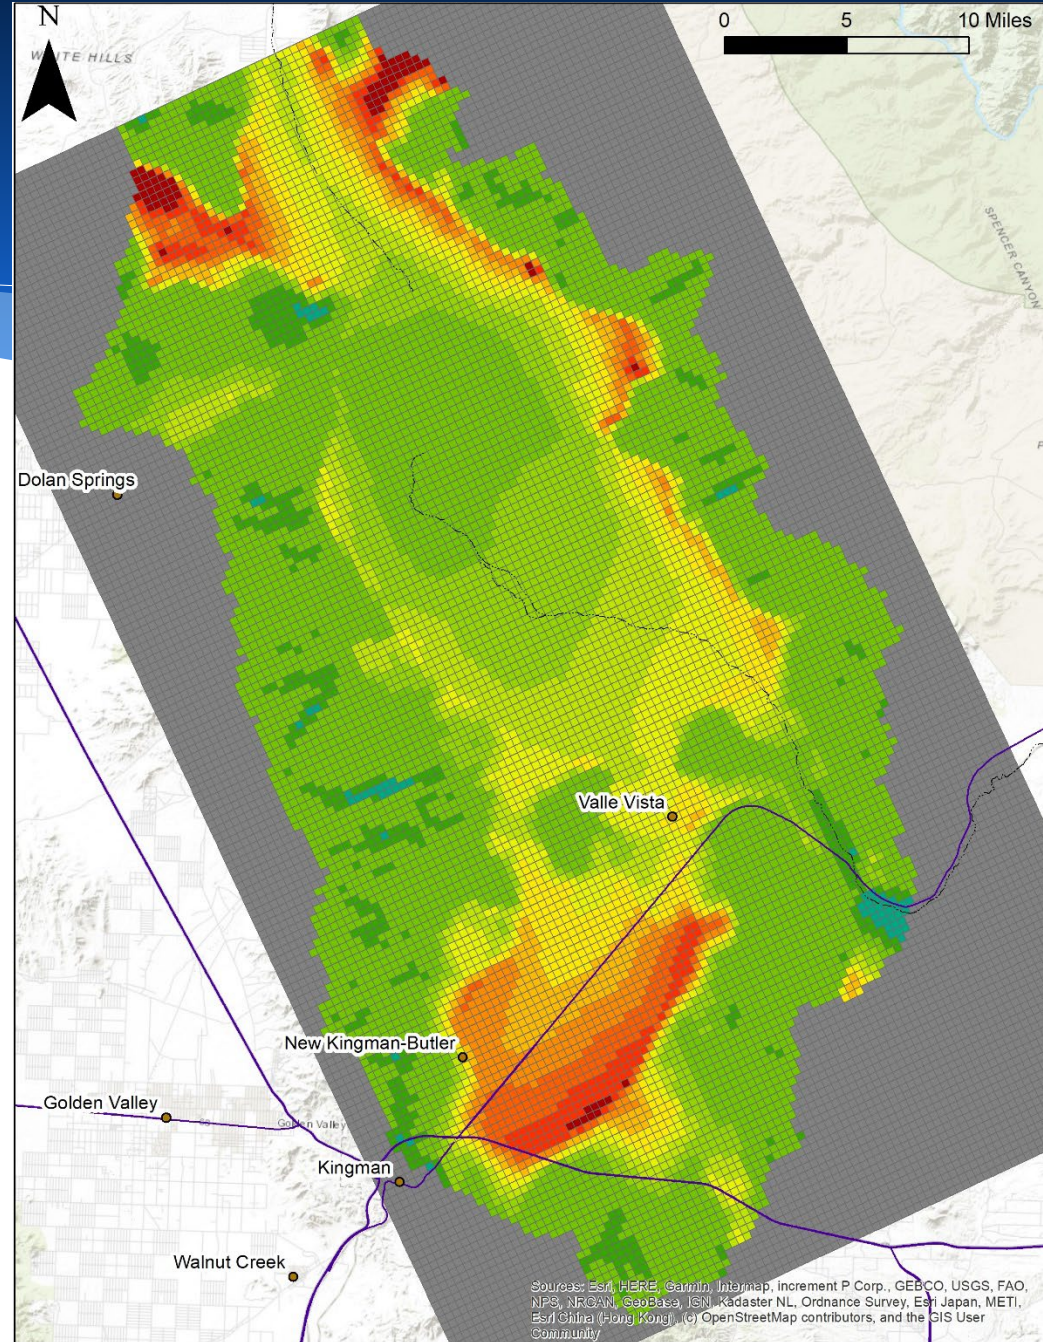 N
0 5 10 Miles
WHITE HILLS
SPENCER CANYON
Dolan Springs
Valle Vista
New Kingman-Butler
Golden Valley
Golden Valley
Kingman
Walnut Creek
Sources: Esri, HERE, Garmin, Intermap, increment P Corp., GEBCO, USGS, FAO,
NPS, NRCAN, GeoBase, IGN, Kadaster NL, Ordnance Survey, Esri Japan, METI,
Esri China (Hong Kong), (c) OpenStreetMap contributors, and the GIS User
Community